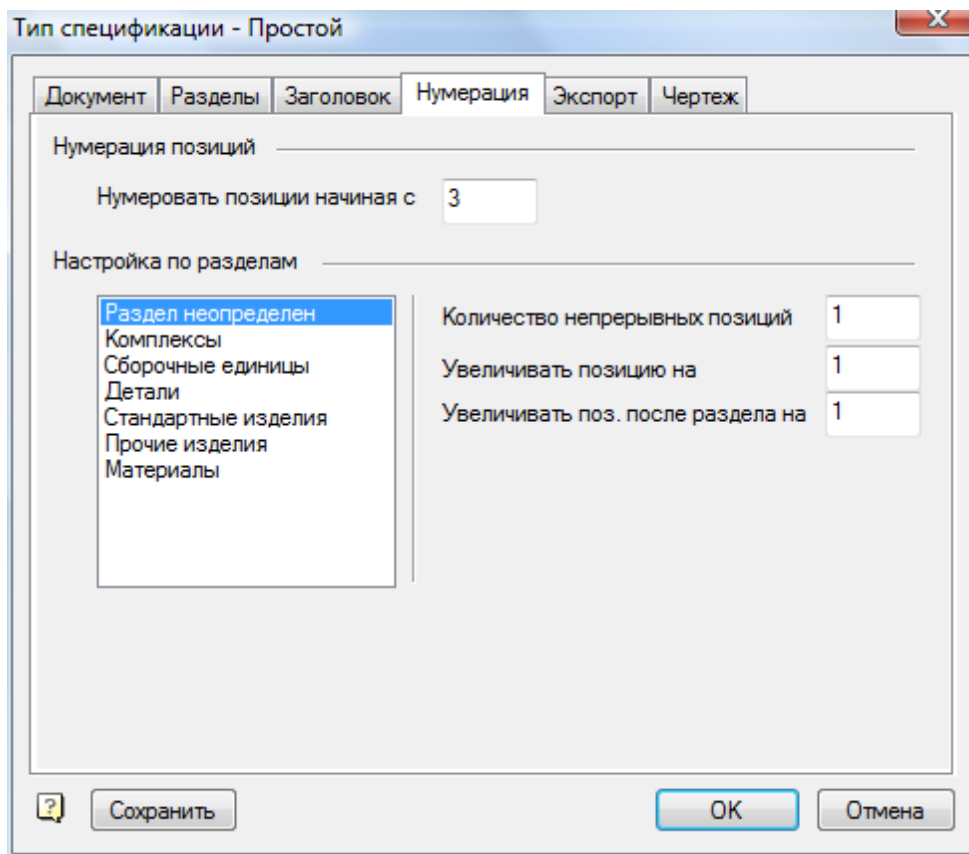 Тип спецификации - Простой
Документ Разделы Заголовок Нумерация Экспорт Чертеж
Нумерация позиций
Нумеровать позиции начиная с 3
Настройка по разделам
Раздел неопределен
Комплексы
Сборочные единицы
Детали
Стандартные изделия
Прочие изделия
Материалы
Количество непрерывных позиций 1
Увеличивать позицию на 1
Увеличивать поз. после раздела на 1
? Сохранить OK Отмена